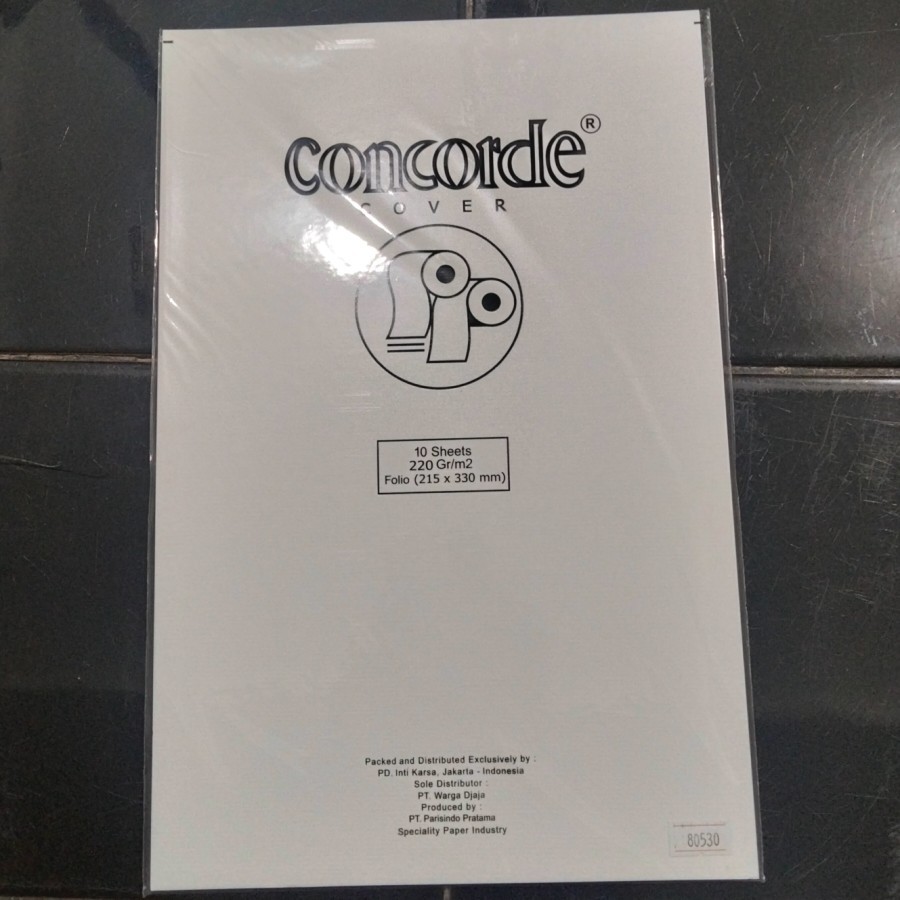 concorde®
COVER
10 Sheets
220 Gr/m2
Folio (215 x 330 mm)
Packed and Distributed Exclusively by :
PD. Inti Karsa, Jakarta - Indonesia
Sole Distributor :
PT. Warga Djaja
Produced by :
PT. Parisindo Pratama
Speciality Paper Industry
80530